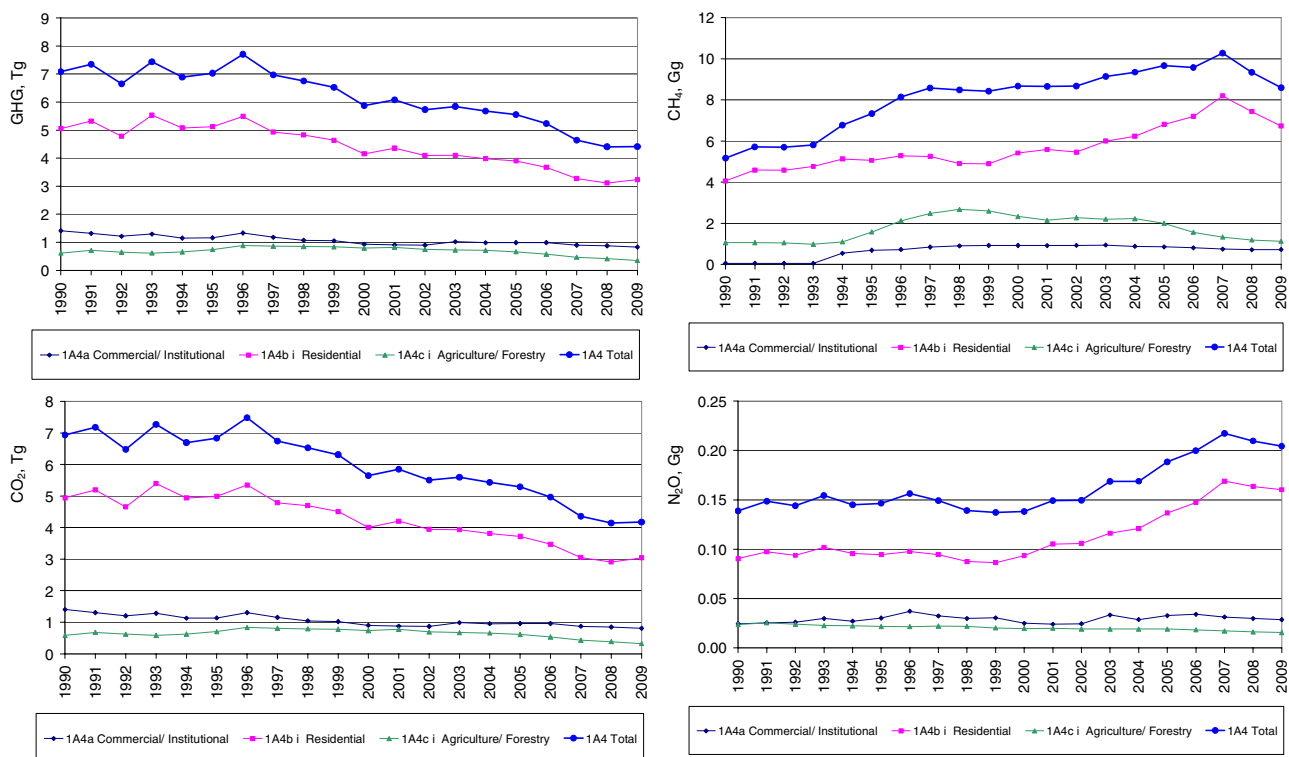 GHG, Tg
9
8
7
6
5
4
3
2
1
0
1990 1991 1992 1993 1994 1995 1996 1997 1998 1999 2000 2001 2002 2003 2004 2005 2006 2007 2008 2009
1A4a Commercial/ Institutional 1A4b i Residential 1A4c i Agriculture/ Forestry 1A4 Total
CH₄, Gg
12
10
8
6
4
2
0
1990 1991 1992 1993 1994 1995 1996 1997 1998 1999 2000 2001 2002 2003 2004 2005 2006 2007 2008 2009
1A4a Commercial/ Institutional 1A4b i Residential 1A4c i Agriculture/ Forestry 1A4 Total
CO₂, Tg
8
7
6
5
4
3
2
1
0
1990 1991 1992 1993 1994 1995 1996 1997 1998 1999 2000 2001 2002 2003 2004 2005 2006 2007 2008 2009
1A4a Commercial/ Institutional 1A4b i Residential 1A4c i Agriculture/ Forestry 1A4 Total
N₂O, Gg
0.25
0.20
0.15
0.10
0.05
0.00
1990 1991 1992 1993 1994 1995 1996 1997 1998 1999 2000 2001 2002 2003 2004 2005 2006 2007 2008 2009
1A4a Commercial/ Institutional 1A4b i Residential 1A4c i Agriculture/ Forestry 1A4 Total